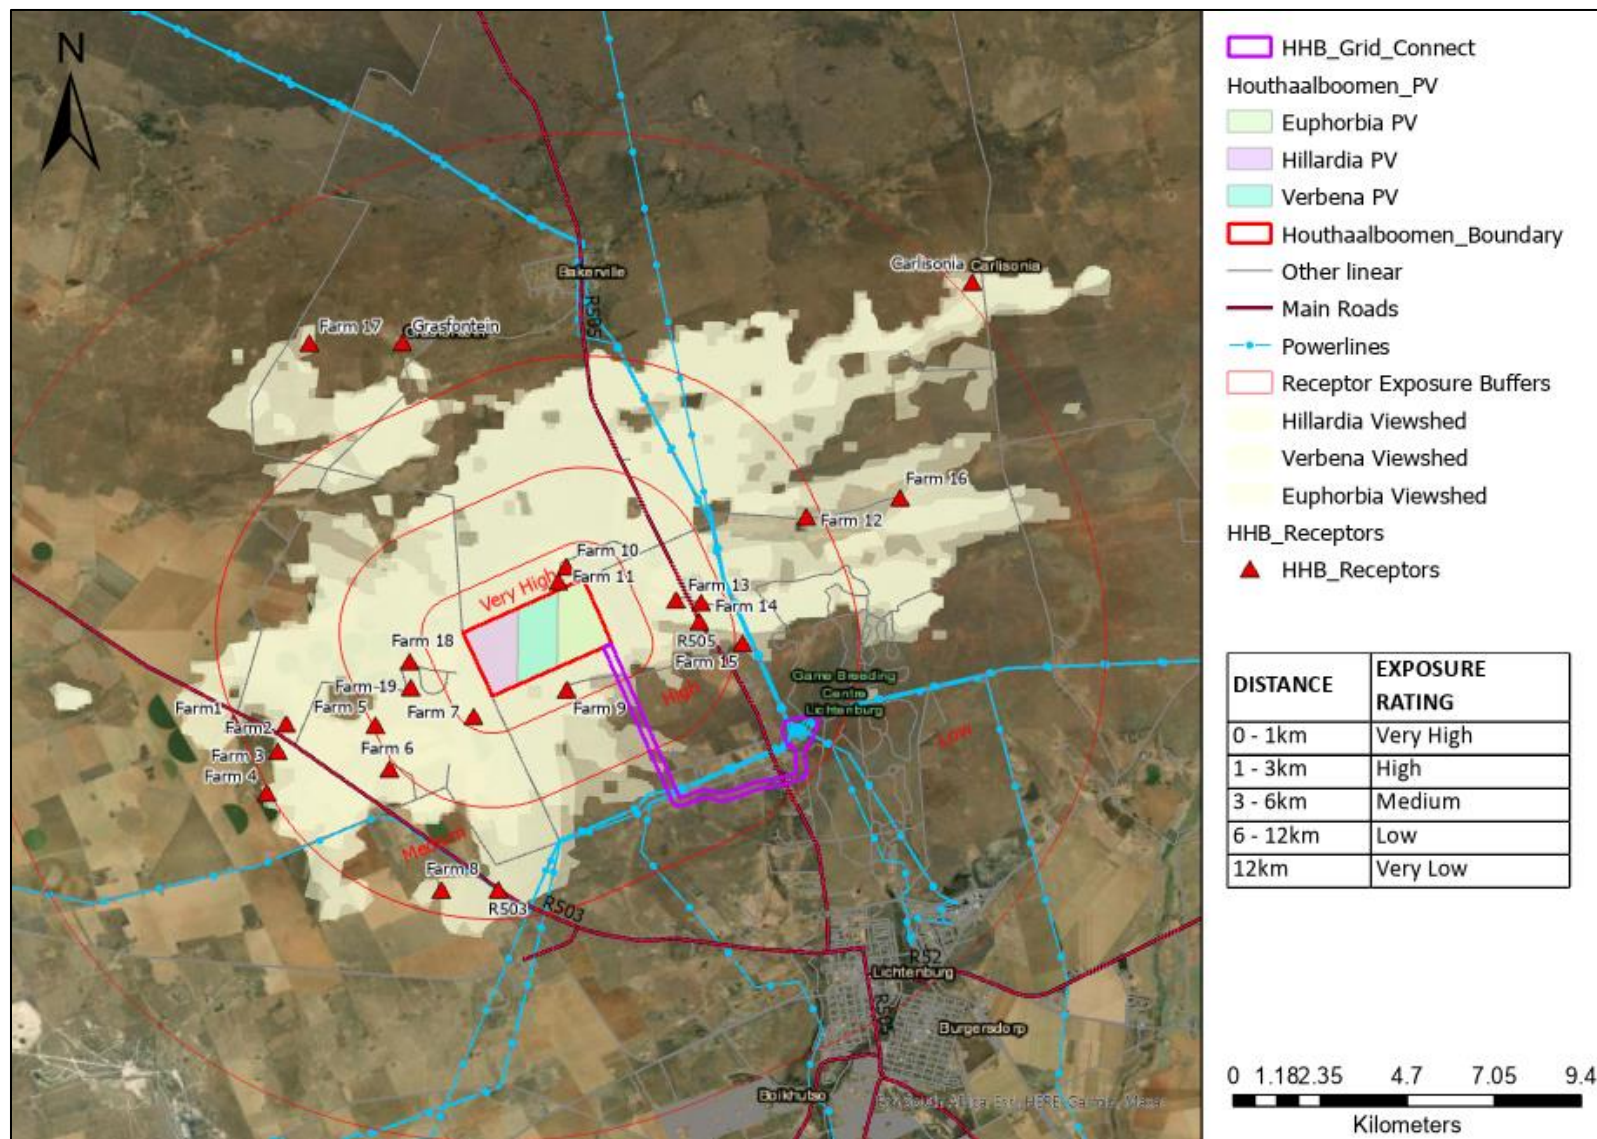 N
Bakerville
R505
Carlisonia
Carlisonia
Farm 17
Grasfontein
Farm 16
Farm 12
Farm 10
Farm 11
Very High
Farm 13
Farm 14
R505
Farm 15
Farm 18
Farm-19
Farm 7
Farm 9
High
Farm1
Farm2
Farm 3
Farm 4
Farm 5
Farm 6
Game Breeding
Centre
Lichtenburg
Low
Medium
Farm 8
R503
R503
R52
Lichtenburg
Burgersdorp
Boikhutso
HHB_Grid_Connect
Houthaalboomen_PV
Euphorbia PV
Hillardia PV
Verbena PV
Houthaalboomen_Boundary
Other linear
Main Roads
Powerlines
Receptor Exposure Buffers
Hillardia Viewshed
Verbena Viewshed
Euphorbia Viewshed
HHB_Receptors
HHB_Receptors
DISTANCE EXPOSURE
RATING
0 - 1km Very High
1 - 3km High
3 - 6km Medium
6 - 12km Low
12km Very Low
0 1.182.35 4.7 7.05 9.4
Kilometers